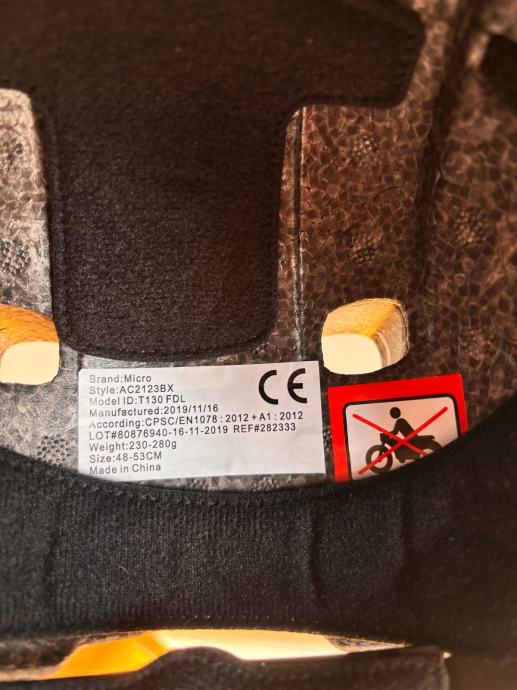 Brand:Micro
Style:AC2123BX
Model ID:T130 FDL
Manufactured:2019/11/16
According:CPSC/EN1078:2012+A1:2012
LOT#80876940-16-11-2019 REF#282333
Weight:230-280g
Size:48-53CM
Made in China
CE